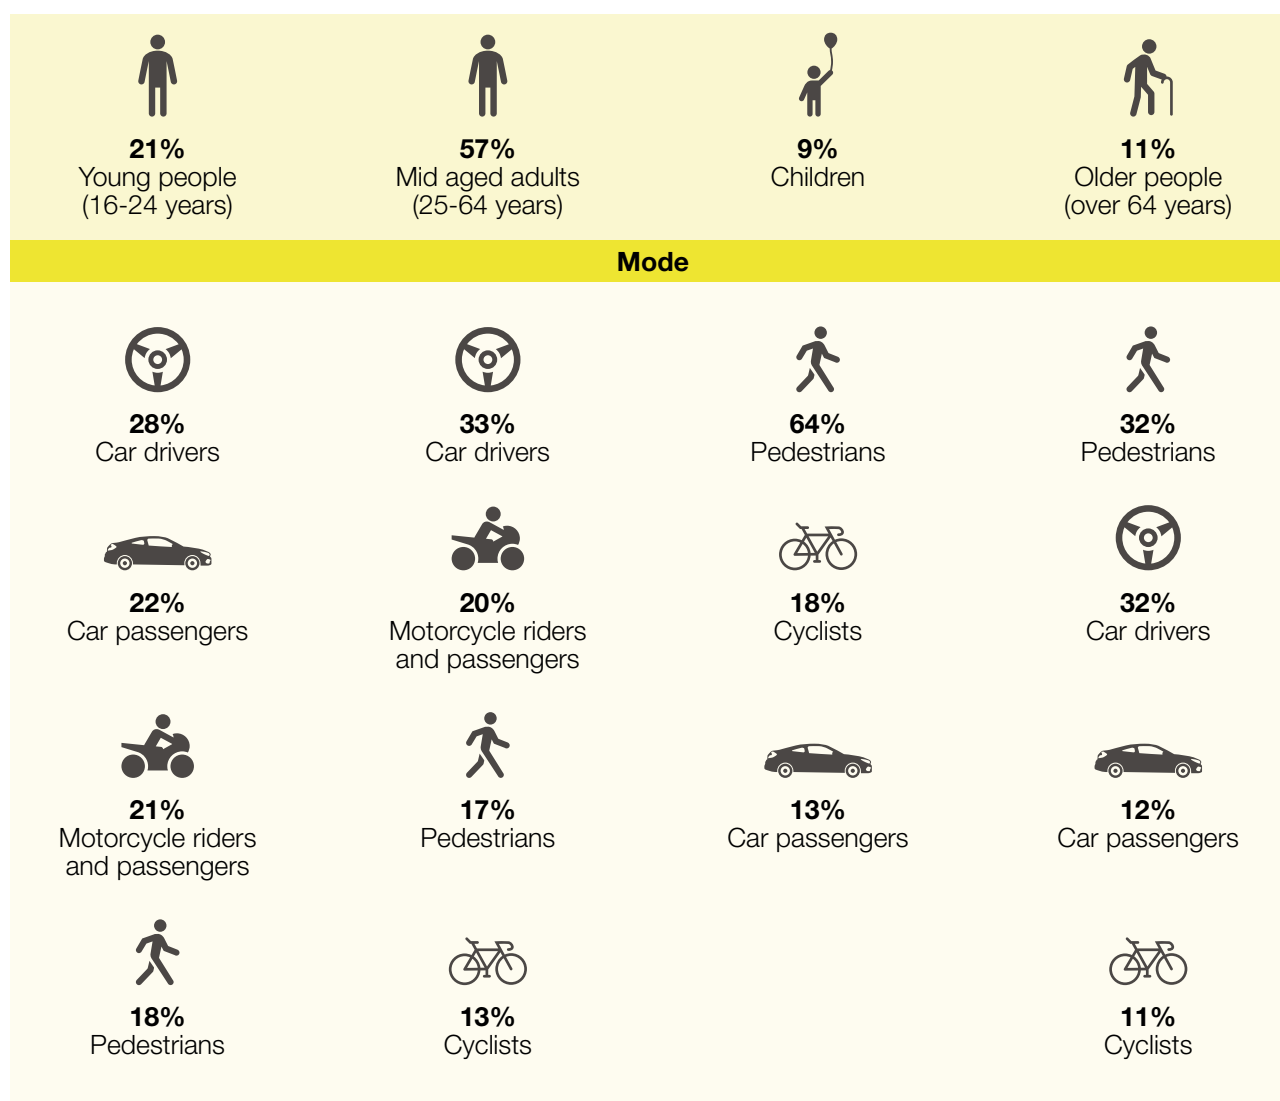 21%
Young people
(16-24 years)
57%
Mid aged adults
(25-64 years)
9%
Children
11%
Older people
(over 64 years)
Mode
28%
Car drivers
33%
Car drivers
64%
Pedestrians
32%
Pedestrians
22%
Car passengers
20%
Motorcycle riders
and passengers
18%
Cyclists
32%
Car drivers
21%
Motorcycle riders
and passengers
17%
Pedestrians
13%
Car passengers
12%
Car passengers
18%
Pedestrians
13%
Cyclists
11%
Cyclists